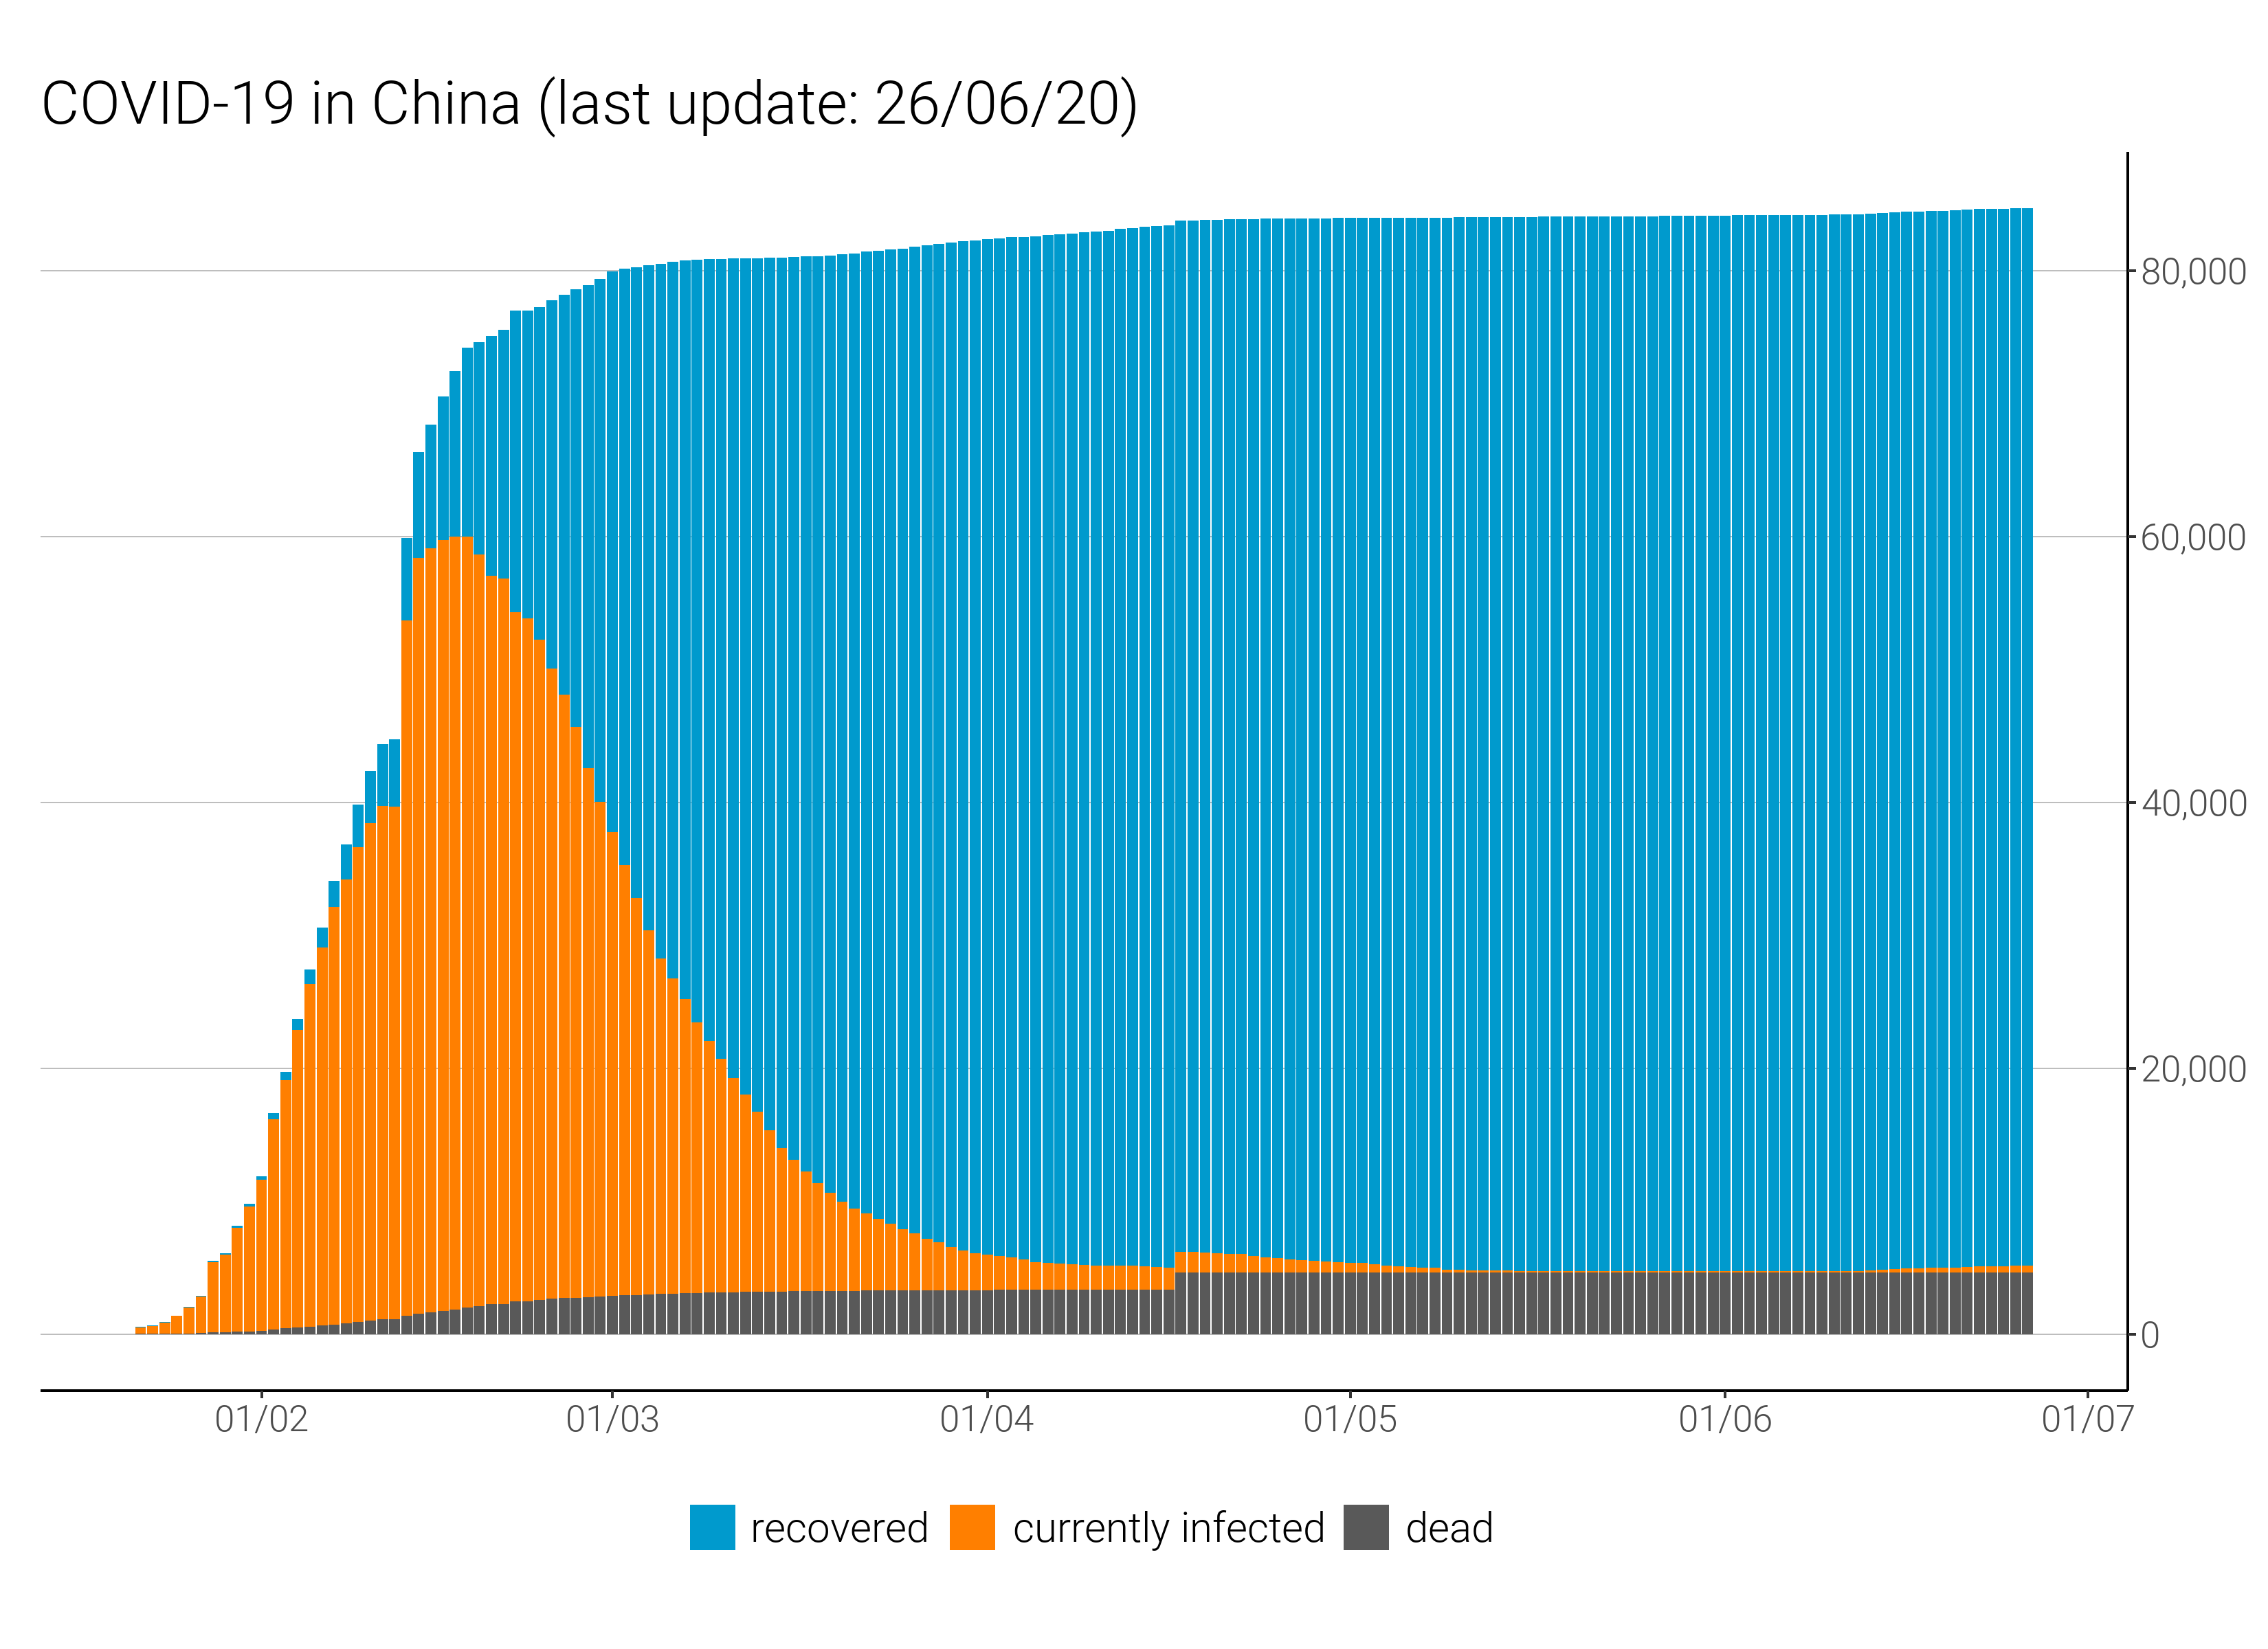 COVID-19 in China (last update: 26/06/20)
80,000
60,000
40,000
20,000
0
01/02 01/03 01/04 01/05 01/06 01/07
recovered currently infected dead